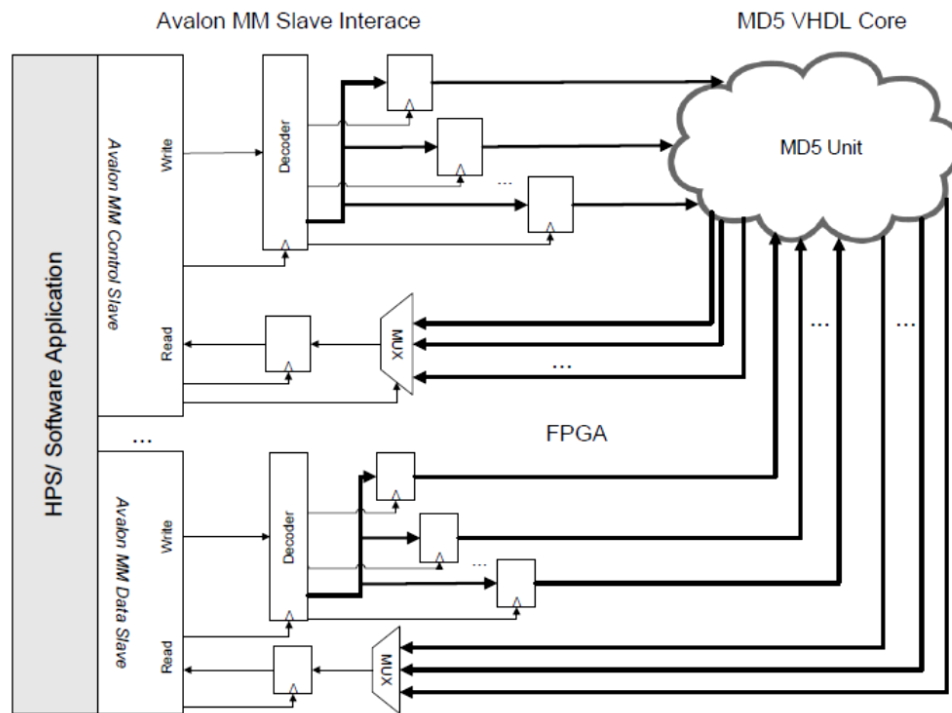 Avalon MM Slave Interace
MD5 VHDL Core
HPS/ Software Application
Avalon MM Control Slave
Write
Decoder
...
MD5 Unit
Read
MUX
...
...
...
...
FPGA
Avalon MM Data Slave
Write
Decoder
...
Read
MUX